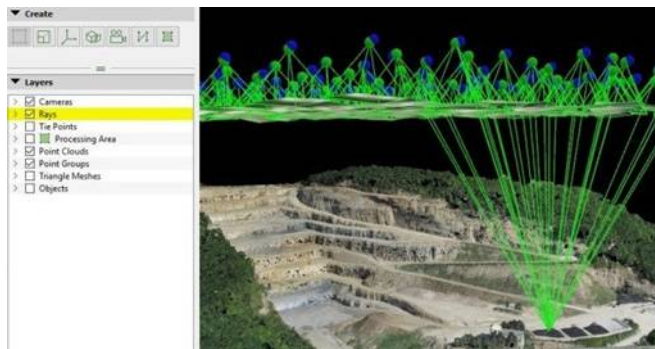 Create
Layers
Cameras
Rays
Tie Points
Processing Area
Point Clouds
Point Groups
Triangle Meshes
Objects